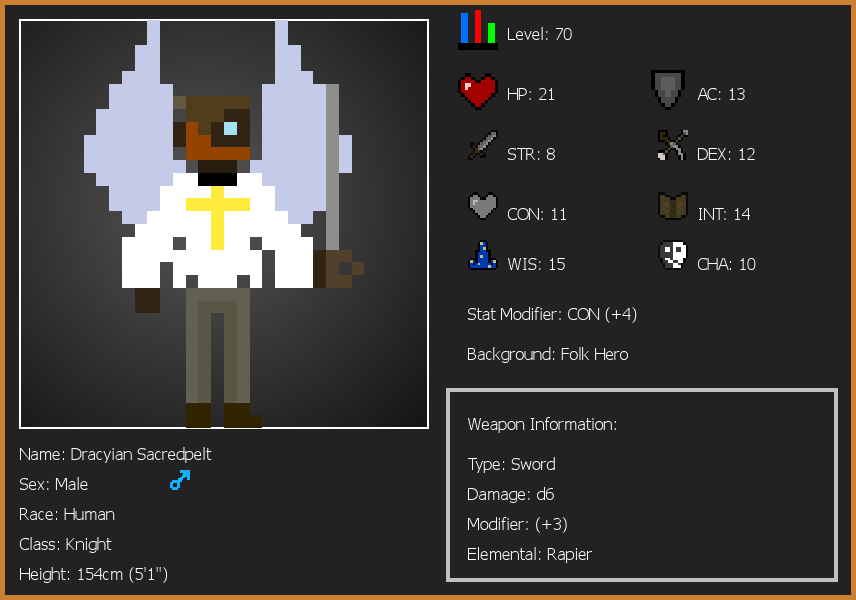 Level: 70
HP: 21
AC: 13
STR: 8
DEX: 12
CON: 11
INT: 14
WIS: 15
CHA: 10
Stat Modifier: CON (+4)
Background: Folk Hero
Weapon Information:
Type: Sword
Damage: d6
Modifier: (+3)
Elemental: Rapier
Name: Dracyian Sacredpelt
Sex: Male
Race: Human
Class: Knight
Height: 154cm (5'1")